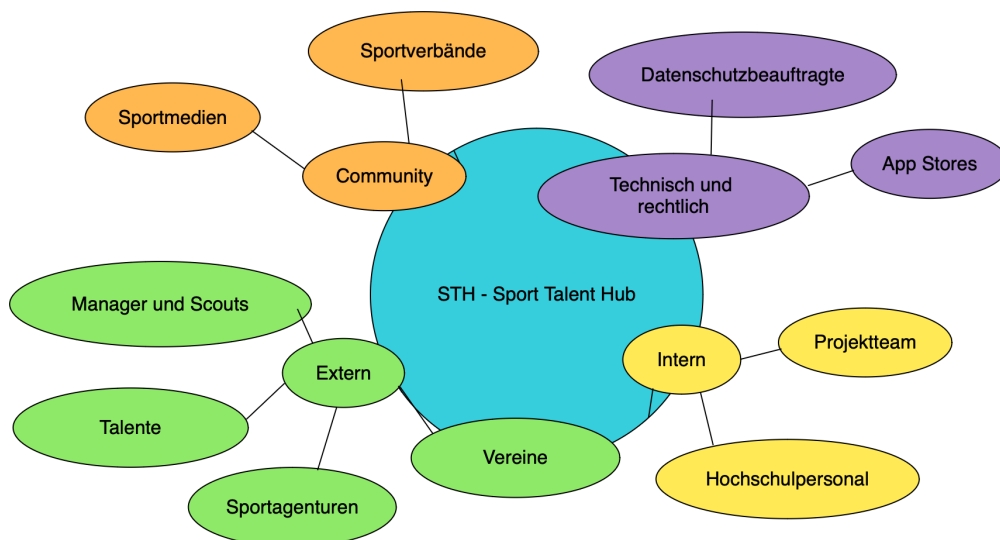 Sportverbände
Datenschutzbeauftragte
Sportmedien
App Stores
Community
Technisch und
rechtlich
STH - Sport Talent Hub
Manager und Scouts
Projektteam
Intern
Extern
Talente
Vereine
Hochschulpersonal
Sportagenturen